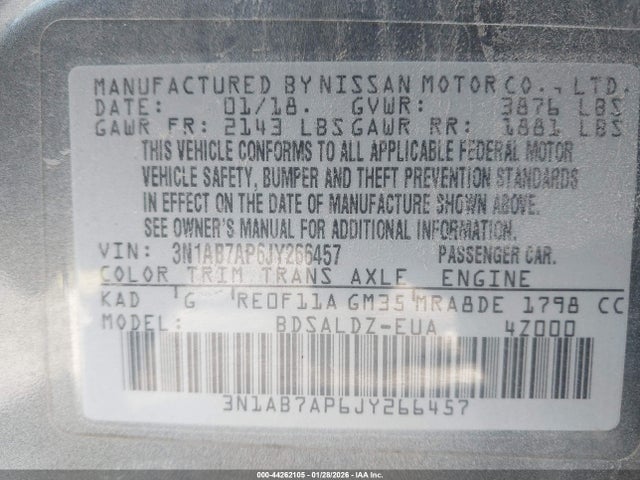 MANUFACTURED BY NISSAN MOTOR CO., LTD.
DATE: 01/18. GVWR: 3876 LBS
GAWR FR: 2143 LBS GAWR RR: 1881 LBS
THIS VEHICLE CONFORMS TO ALL APPLICABLE FEDERAL MOTOR
VEHICLE SAFETY, BUMPER AND THEFT PREVENTION STANDARDS
IN EFFECT ON THE DATE OF MANUFACTURE SHOWN ABOVE.
SEE OWNER'S MANUAL FOR ADDITIONAL INFORMATION.
VIN: 3N1AB7AP6JY266457 PASSENGER CAR.
COLOR TRIM TRANS AXLE ENGINE
KAD G RE0F11A GM35 MRA8DE 1798 CC
MODEL: BDSALDZ-EUA 4Z000
3N1AB7AP6JY266457
000-44262105 - 01/28/2026 - IAA Inc.